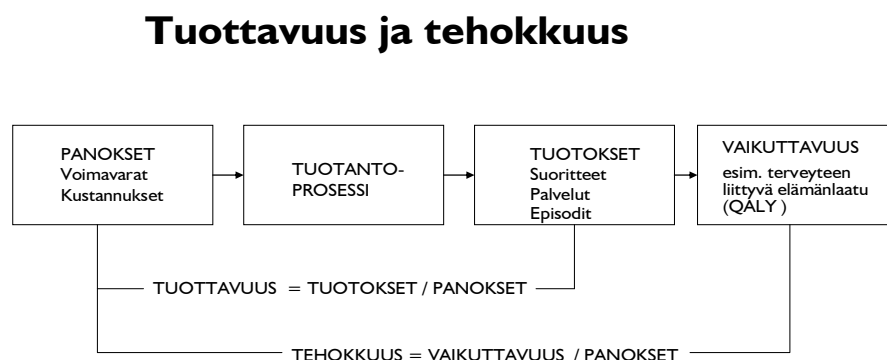 Tuottavuus ja tehokkuus
PANOKSET
Voimavarat
Kustannukset
TUOTANTO-
PROSESSI
TUOTOKSET
Suoritteet
Palvelut
Episodit
VAIKUTTAVUUS
esim. terveyteen
liittyvä elämänlaatu
(QALY )
TUOTTAVUUS = TUOTOKSET / PANOKSET
TEHOKKUUS = VAIKUTTAVUUS / PANOKSET